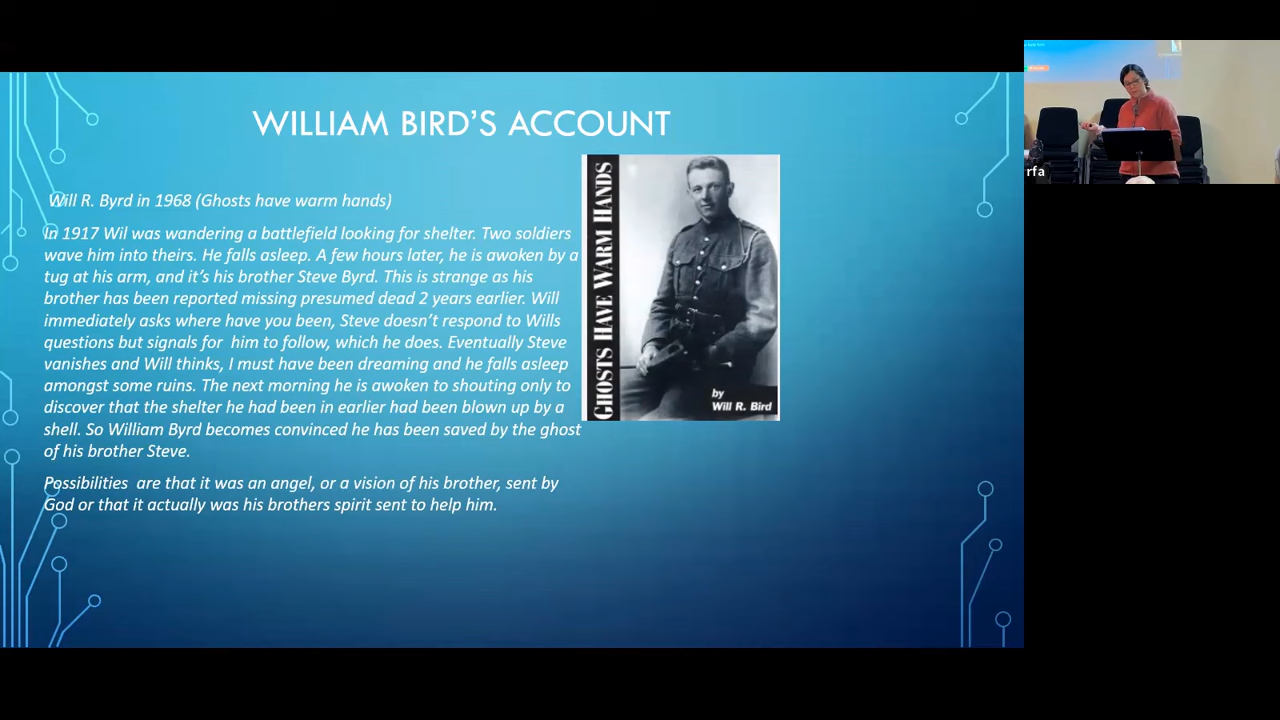 WILLIAM BIRD'S ACCOUNT
Will R. Byrd in 1968 (Ghosts have warm hands)
In 1917 Wil was wandering a battlefield looking for shelter. Two soldiers
wave him into theirs. He falls asleep. A few hours later, he is awoken by a
tug at his arm, and it's his brother Steve Byrd. This is strange as his
brother has been reported missing presumed dead 2 years earlier. Will
immediately asks where have you been, Steve doesn't respond to Wills
questions but signals for  him to follow, which he does. Eventually Steve
vanishes and Will thinks, I must have been dreaming and he falls asleep
amongst some ruins. The next morning he is awoken to shouting only to
discover that the shelter he had been in earlier had been blown up by a
shell. So William Byrd becomes convinced he has been saved by the ghost
of his brother Steve.
Possibilities  are that it was an angel, or a vision of his brother, sent by
God or that it actually was his brothers spirit sent to help him.
GHOSTS HAVE WARM HANDS
by
Will R. Bird
rfa